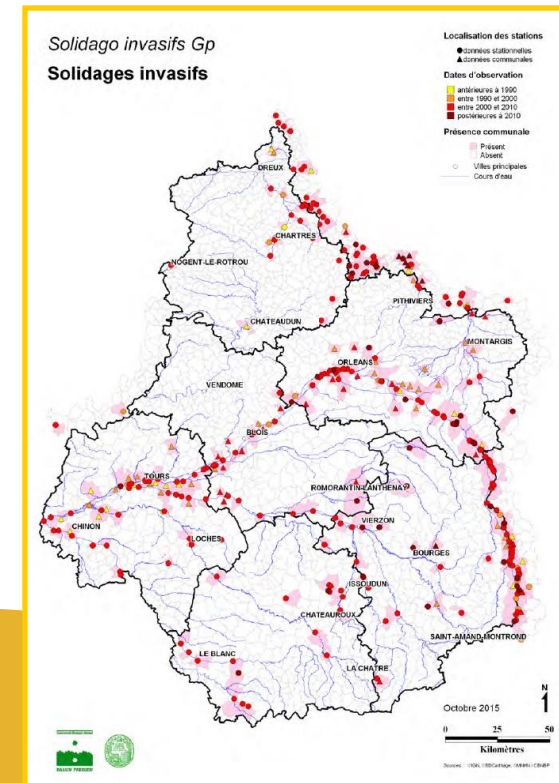 Solidago invasifs Gp
Solidages invasifs
Localisation des stations
données stationnelles
données communales
Dates d'observation
antérieures à 1990
entre 1990 et 2000
entre 2000 et 2010
postérieures à 2010
Présence communale
Présent
Absent
Villes principales
Cours d'eau
DREUX
CHARTRES
NOGENT-LE-ROTROU
PITHIVIERS
CHATEAUDUN
MONTARGIS
ORLEANS
VENDOME
BLOIS
TOURS
ROMORANTIN-LANTHENAY
CHINON
VIERZON
LOCHES
BOURGES
ISSOUDUN
CHATEAUROUX
SAINT-AMAND-MONTROND
LE BLANC
LA CHATRE
N
Octobre 2015
0 25 50
Kilomètres